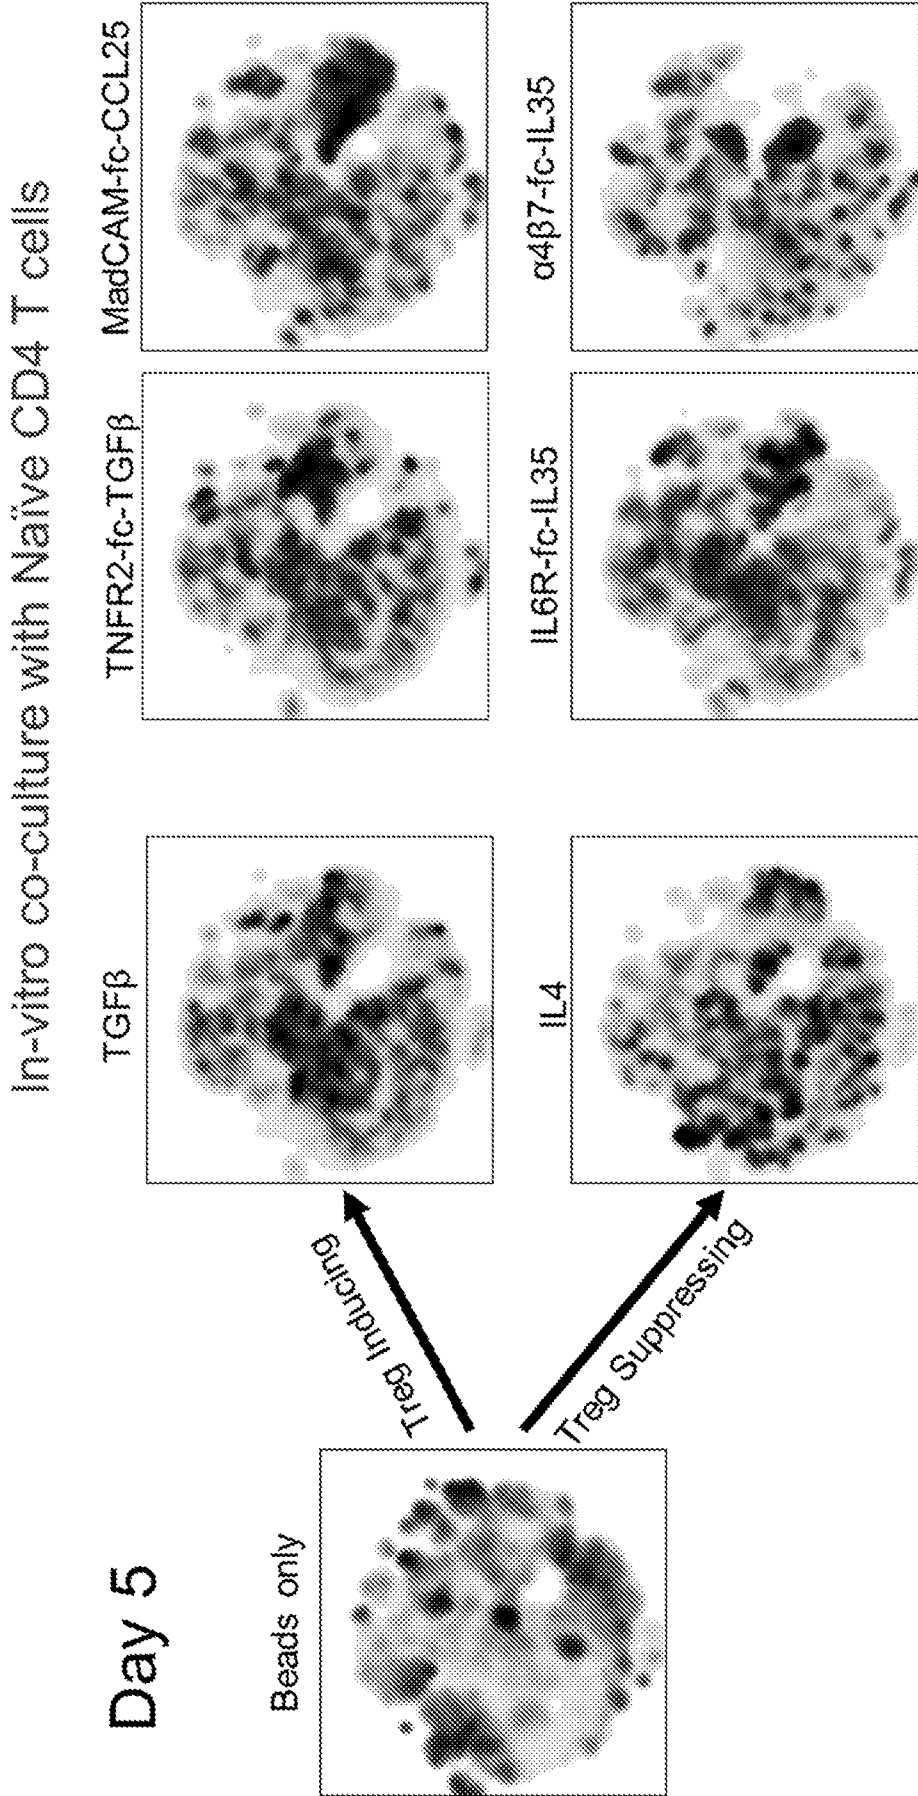 In-vitro co-culture with Naïve CD4 T cells
Day 5
Beads only
Treg Inducing
Treg Suppressing
TGFβ
TNFR2-fc-TGFβ
MadCAM-fc-CCL25
IL4
IL6R-fc-IL35
α4β7-fc-IL35